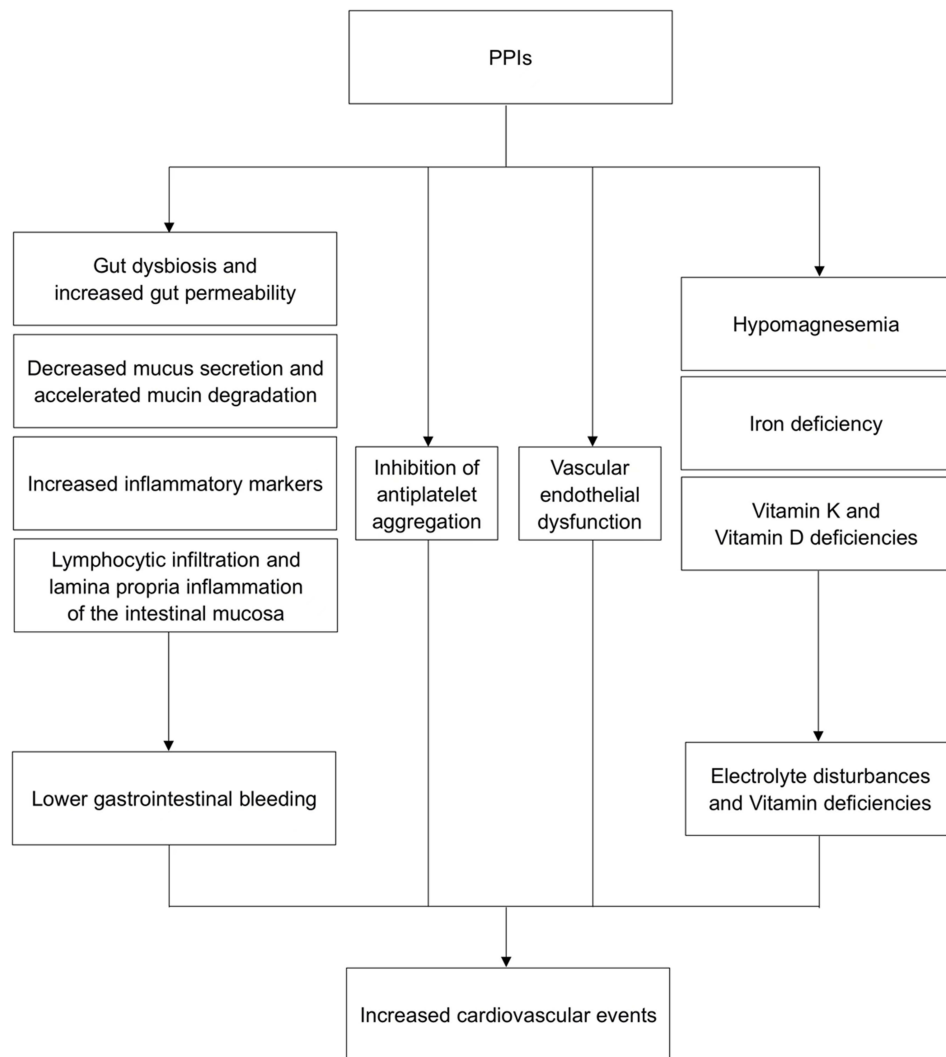 PPIs
Gut dysbiosis and
increased gut permeability
Decreased mucus secretion and
accelerated mucin degradation
Increased inflammatory markers
Lymphocytic infiltration and
lamina propria inflammation
of the intestinal mucosa
Lower gastrointestinal bleeding
Inhibition of
antiplatelet
aggregation
Vascular
endothelial
dysfunction
Hypomagnesemia
Iron deficiency
Vitamin K and
Vitamin D deficiencies
Electrolyte disturbances
and Vitamin deficiencies
Increased cardiovascular events